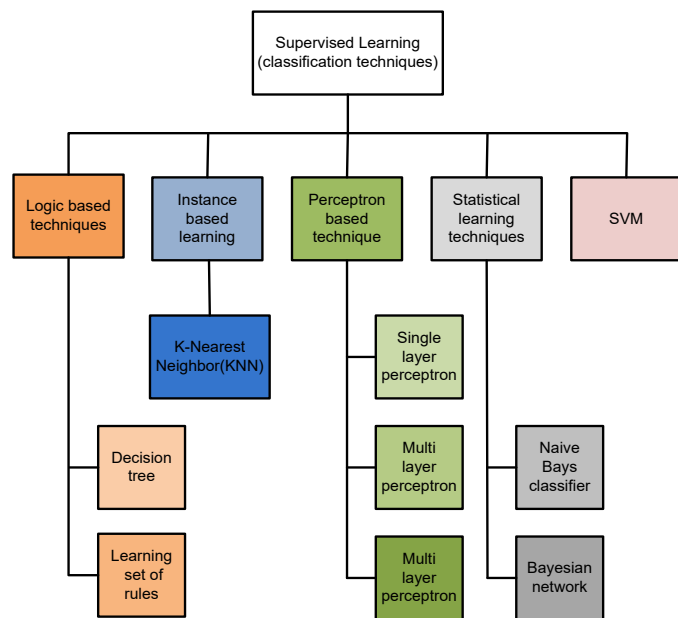 Supervised Learning
(classification techniques)
Logic based
techniques
Instance
based
learning
Perceptron
based
technique
Statistical
learning
techniques
SVM
K-Nearest
Neighbor(KNN)
Single
layer
perceptron
Decision
tree
Multi
layer
perceptron
Naive
Bays
classifier
Learning
set of
rules
Multi
layer
perceptron
Bayesian
network